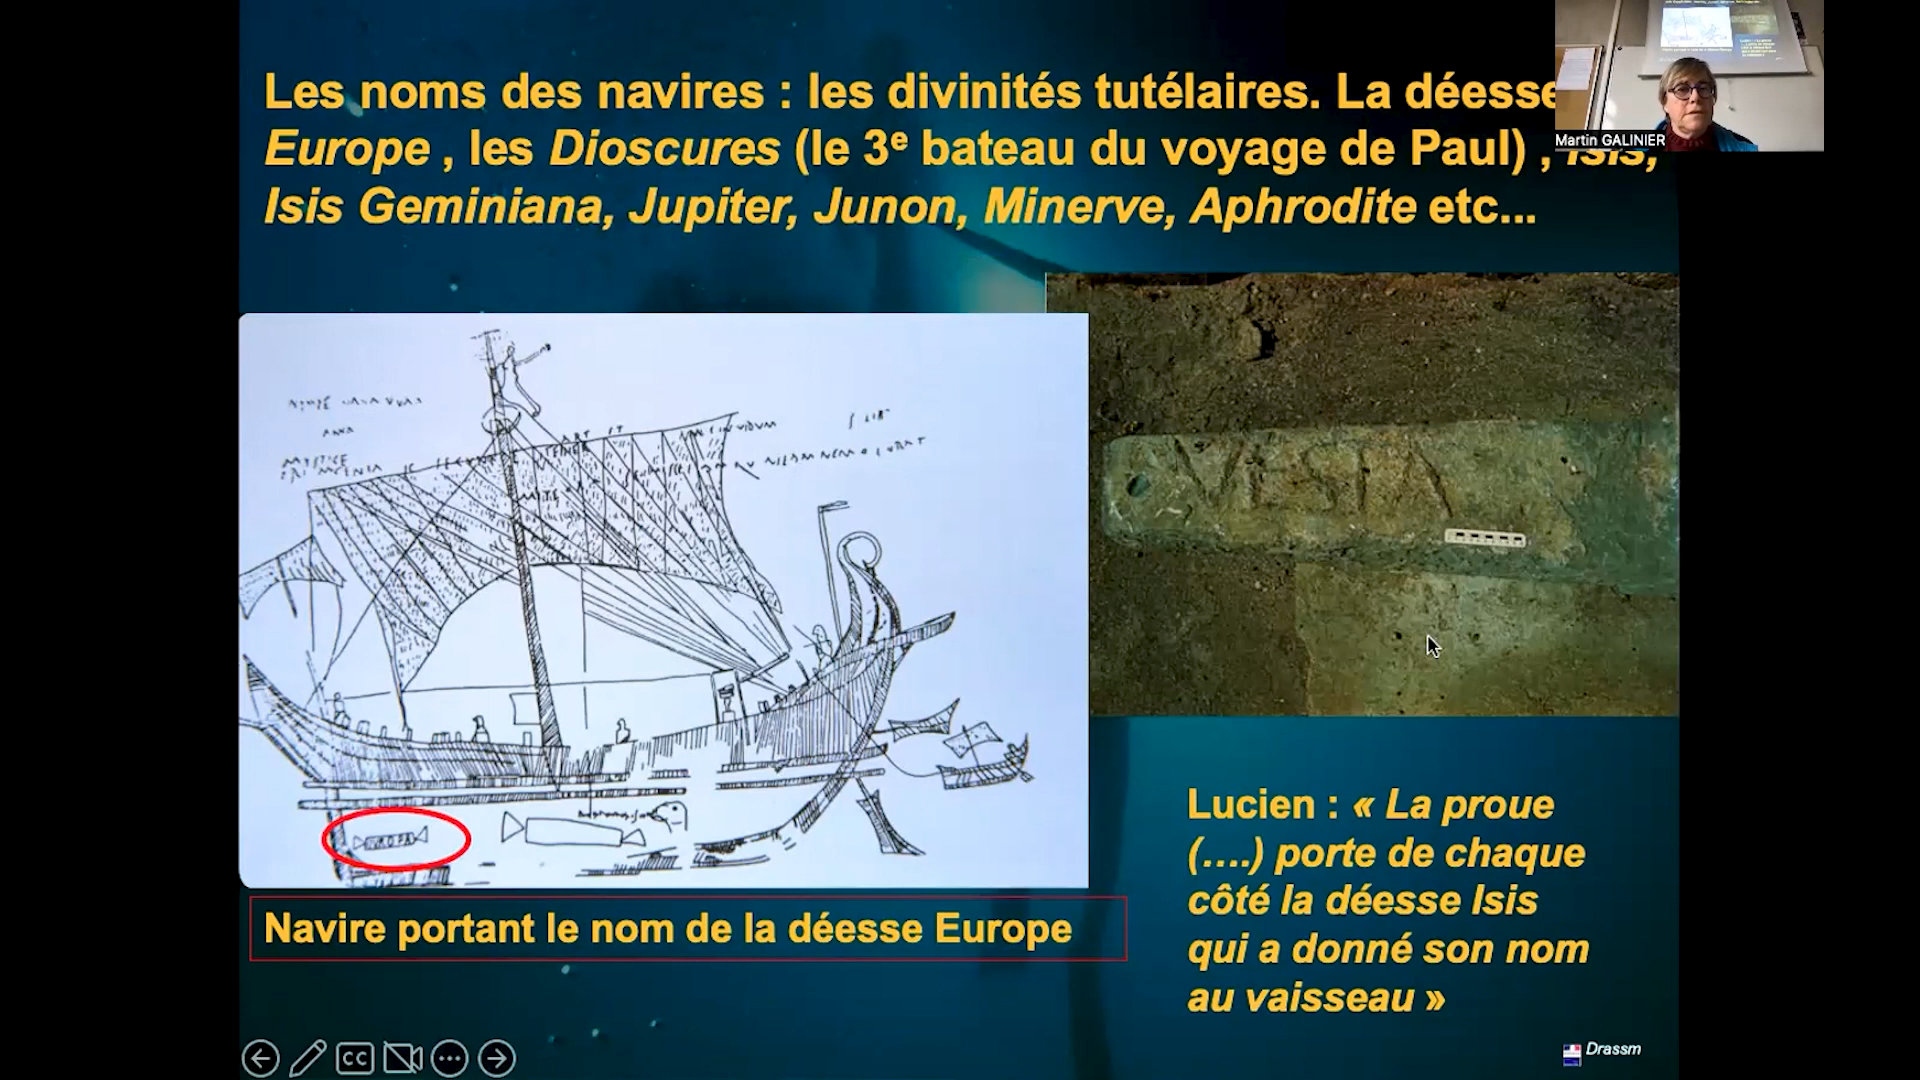 Les noms des navires : les divinités tutélaires. La déesse
Europe , les Dioscures (le 3e bateau du voyage de Paul) , Isis,
Isis Geminiana, Jupiter, Junon, Minerve, Aphrodite etc...
Martin GALINIER
VESTA
EUROPA
Navire portant le nom de la déesse Europe
Lucien : « La proue
(....) porte de chaque
côté la déesse Isis
qui a donné son nom
au vaisseau »
CC
Drassm